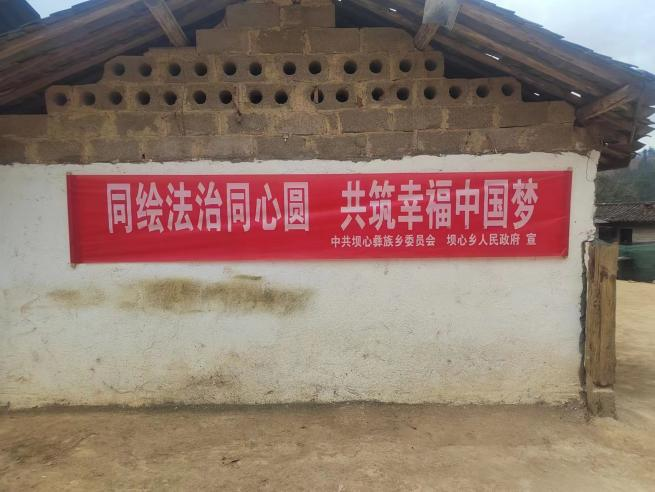 同绘法治同心圆 共筑幸福中国梦
中共坝心彝族乡委员会 坝心乡人民政府 宣